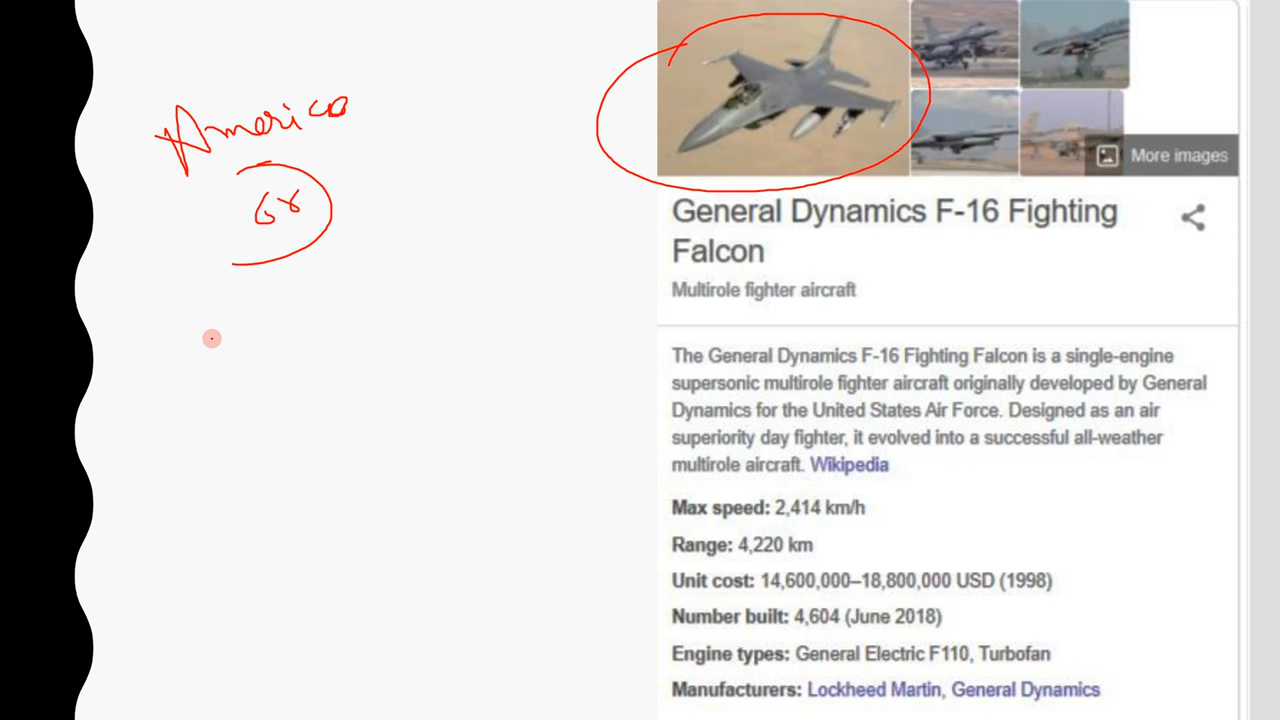 America
More images
General Dynamics F-16 Fighting
Falcon
Multirole fighter aircraft
The General Dynamics F-16 Fighting Falcon is a single-engine
supersonic multirole fighter aircraft originally developed by General
Dynamics for the United States Air Force. Designed as an air
superiority day fighter, it evolved into a successful all-weather
multirole aircraft. Wikipedia
Max speed: 2,414 km/h
Range: 4,220 km
Unit cost: 14,600,000–18,800,000 USD (1998)
Number built: 4,604 (June 2018)
Engine types: General Electric F110, Turbofan
Manufacturers: Lockheed Martin, General Dynamics